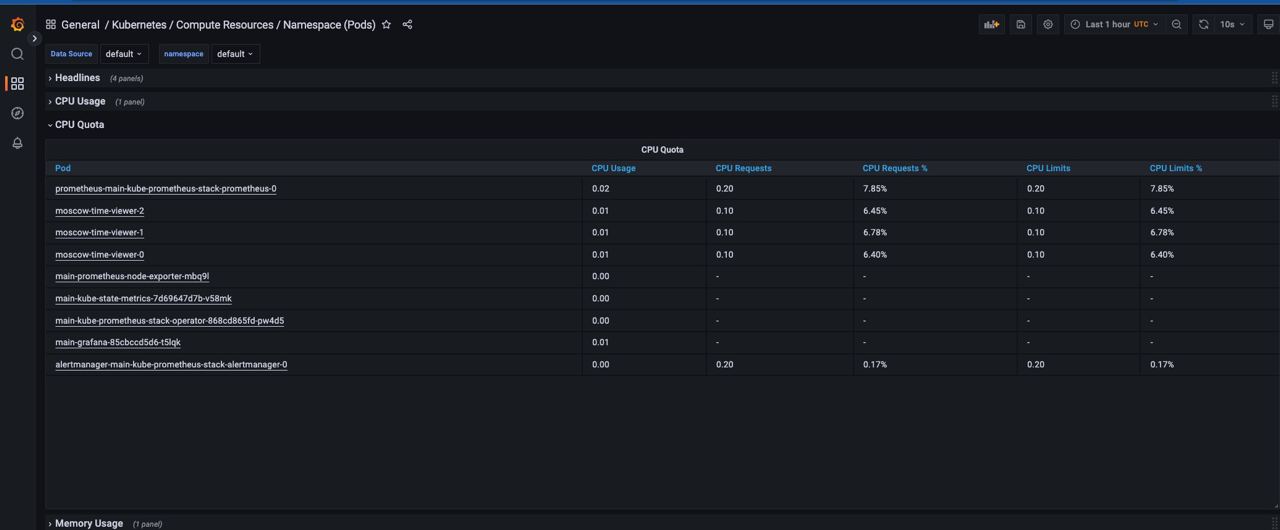 General / Kubernetes / Compute Resources / Namespace (Pods) Last 1 hour UTC 10s
Data Source default namespace default
Headlines (4 panels)
CPU Usage (1 panel)
CPU Quota
CPU Quota
Pod CPU Usage CPU Requests CPU Requests % CPU Limits CPU Limits %
prometheus-main-kube-prometheus-stack-prometheus-0 0.02 0.20 7.85% 0.20 7.85%
moscow-time-viewer-2 0.01 0.10 6.45% 0.10 6.45%
moscow-time-viewer-1 0.01 0.10 6.78% 0.10 6.78%
moscow-time-viewer-0 0.01 0.10 6.40% 0.10 6.40%
main-prometheus-node-exporter-mbq9l 0.00 - - - -
main-kube-state-metrics-7d69647d7b-v58mk 0.00 - - - -
main-kube-prometheus-stack-operator-868cd865fd-pw4d5 0.00 - - - -
main-grafana-85cbccd5d6-t5lqk 0.01 - - - -
alertmanager-main-kube-prometheus-stack-alertmanager-0 0.00 0.20 0.17% 0.20 0.17%
Memory Usage (1 panel)